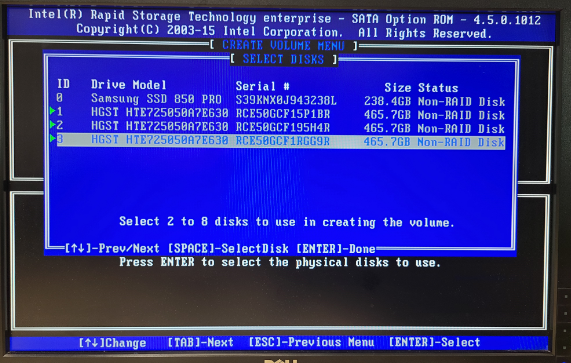 Intel(R) Rapid Storage Technology enterprise - SATA Option ROM - 4.5.0.1012
Copyright(C) 2003-15 Intel Corporation. All Rights Reserved.
[ CREATE VOLUME MENU ]
[ SELECT DISKS ]
ID Drive Model Serial # Size Status
0 Samsung SSD 850 PRO S39KNX0J943238L 238.4GB Non-RAID Disk
1 HGST HTE725050A7E630 RCE50GCF15P1BR 465.7GB Non-RAID Disk
2 HGST HTE725050A7E630 RCE50GCF195H4R 465.7GB Non-RAID Disk
3 HGST HTE725050A7E630 RCE50GCF1RGG9R 465.7GB Non-RAID Disk
Select 2 to 8 disks to use in creating the volume.
[↑↓]-Prev/Next [SPACE]-SelectDisk [ENTER]-Done
Press ENTER to select the physical disks to use.
[↑↓]Change [TAB]-Next [ESC]-Previous Menu [ENTER]-Select